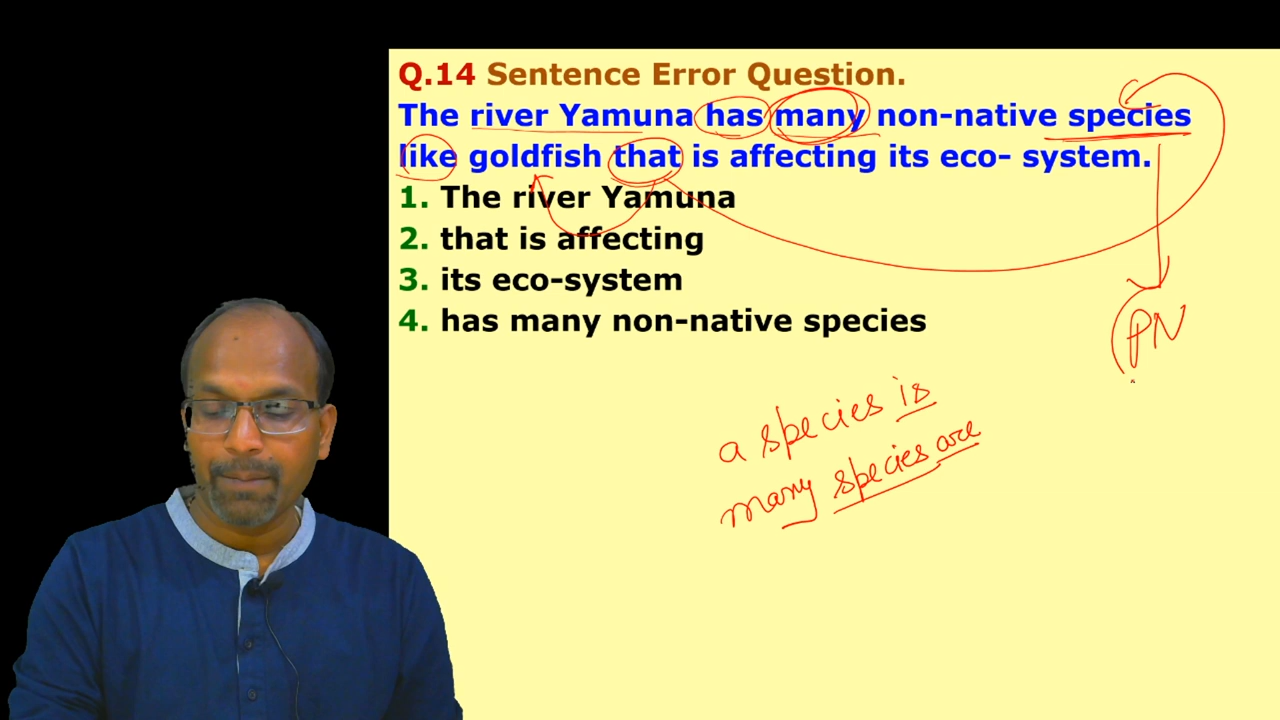 Q.14 Sentence Error Question.
The river Yamuna has many non-native species
like goldfish that is affecting its eco- system.
1. The river Yamuna
2. that is affecting
3. its eco-system
4. has many non-native species
PN
a species is
many species are